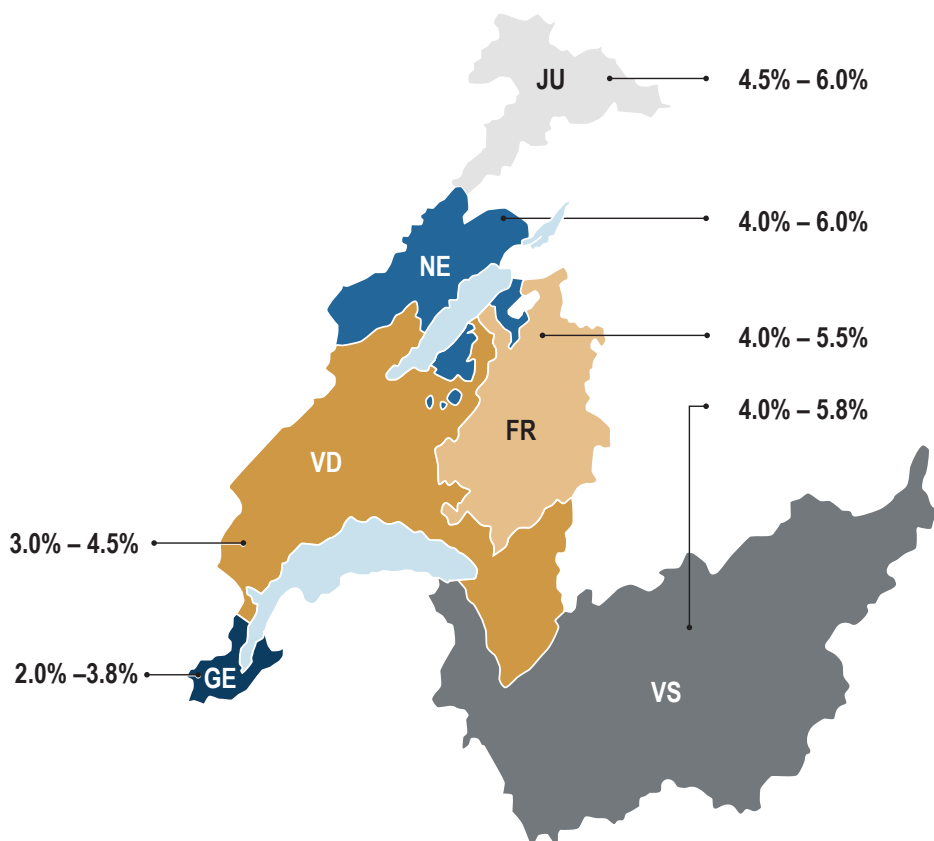 JU
4.5% – 6.0%
4.0% – 6.0%
NE
4.0% – 5.5%
4.0% – 5.8%
FR
VD
3.0% – 4.5%
2.0% –3.8%
GE
VS